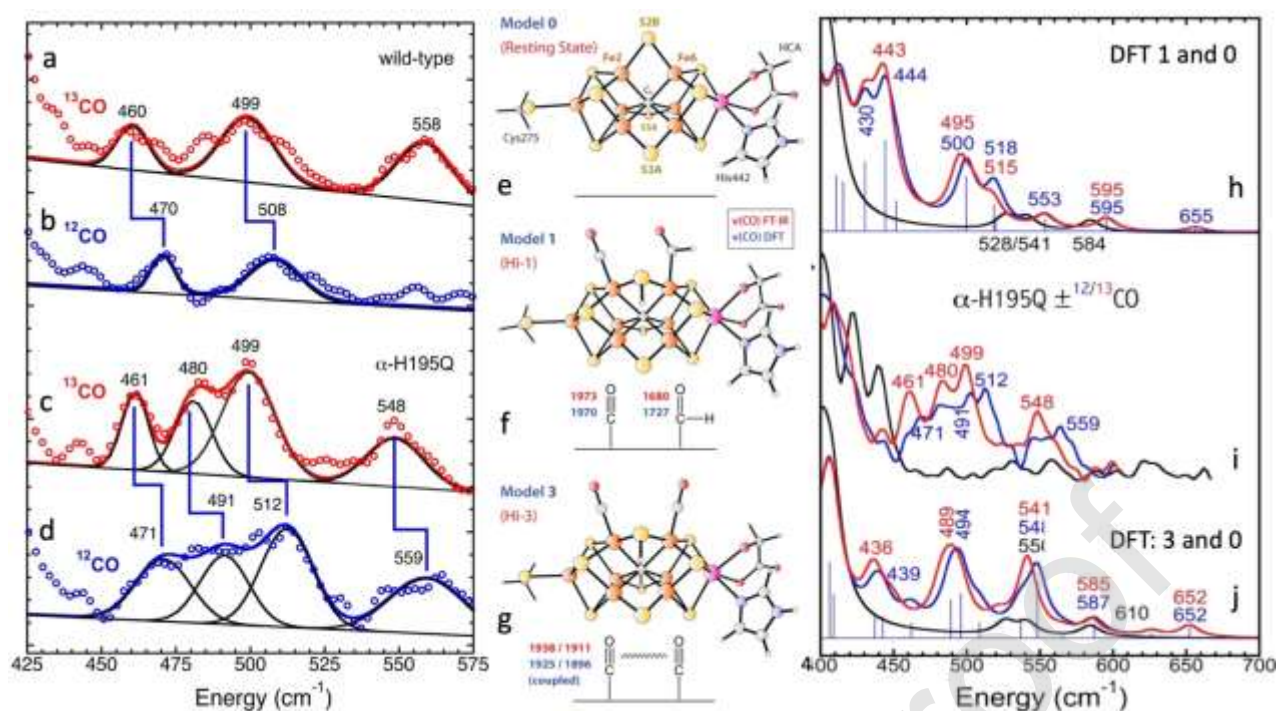 a
wild-type
13CO
460
499
558
b
12CO
470
508
α-H195Q
c
13CO
461
480
499
548
d
12CO
471
491
512
559
425 450 475 500 525 550 575
Energy (cm-1)
Model 0
(Resting State)
S2B
Fe2
Fe6
HCA
Cys275
S3A
His442
e
Model 1
(Hi-1)
ν(CO) FT-IR
ν(CO) DFT
f
1973
1970
1680
1727
O
C
O
C H
Model 3
(Hi-3)
g
1938 / 1911
1925 / 1896
(coupled)
O
C
O
C
DFT 1 and 0
443
444
430
495
500
518
515
553
595
595
655
528/541
584
h
α-H195Q ± 12/13CO
461
480
499
512
471
491
548
559
i
DFT: 3 and 0
436
439
489
494
541
585
587
610
652
652
j
400 450 500 550 600 650 700
Energy (cm-1)